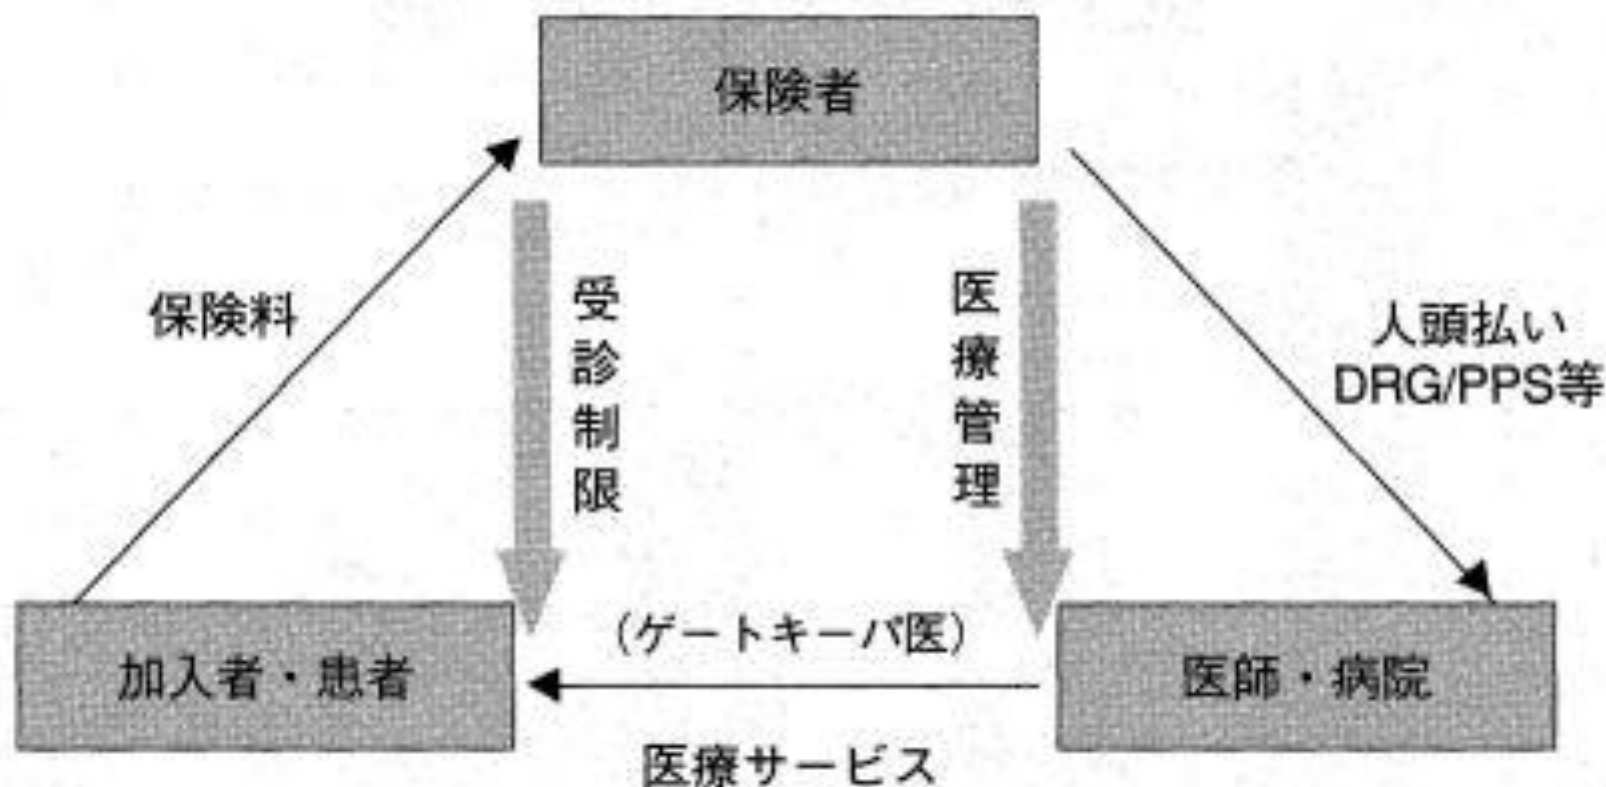 保険者
保険料
受診制限
医療管理
人頭払い
DRG/PPS等
(ゲートキーパ医)
加入者・患者
医師・病院
医療サービス